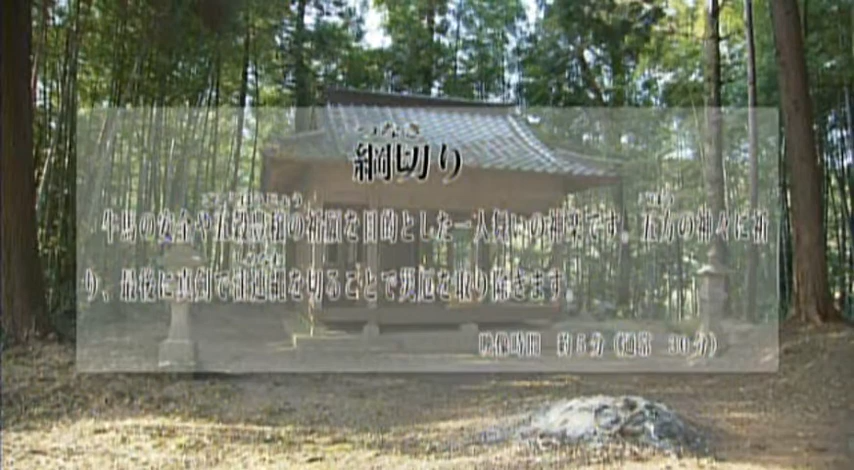 つなき
綱切り
牛馬の安全や五穀豊穣の祈願を目的とした一人舞いの神楽です。五方の神々に祈
り、最後に真剣で注連縄を切ることで災厄を取り除きます。
映像時間 約5分(通常 30分)